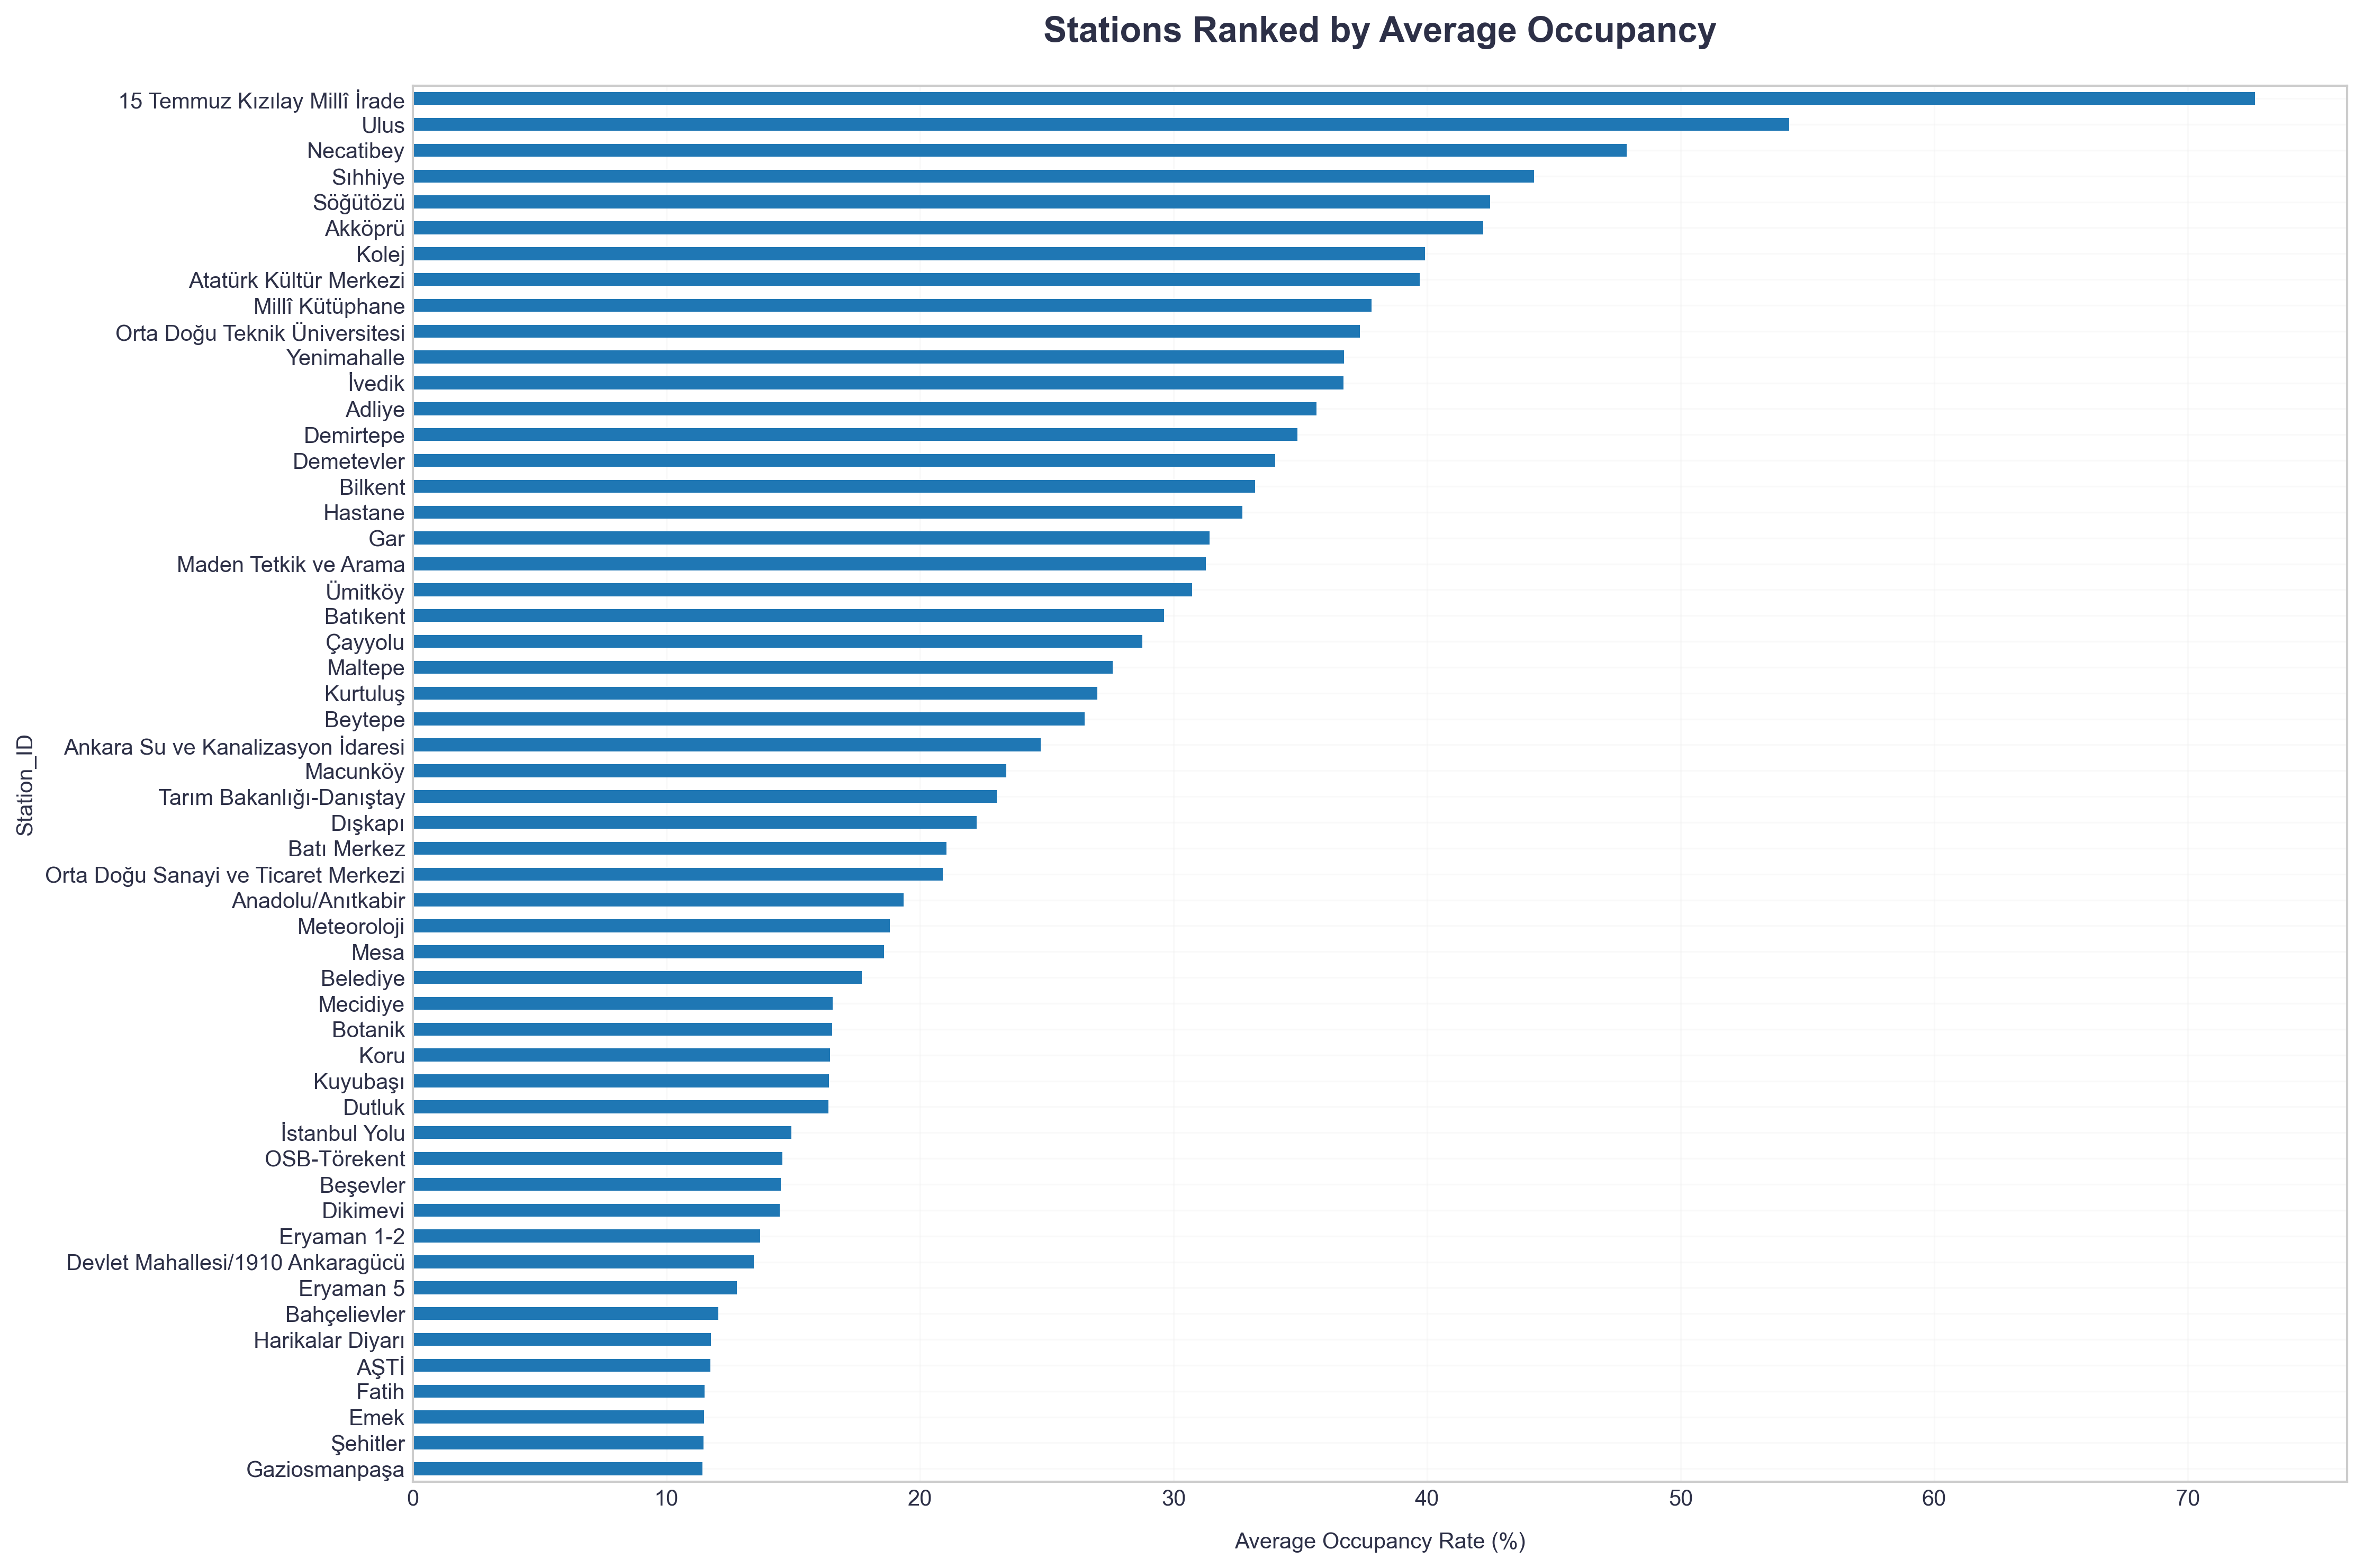 Stations Ranked by Average Occupancy
15 Temmuz Kızılay Millî İrade
Ulus
Necatibey
Sıhhiye
Söğütözü
Akköprü
Kolej
Atatürk Kültür Merkezi
Millî Kütüphane
Orta Doğu Teknik Üniversitesi
Yenimahalle
İvedik
Adliye
Demirtepe
Demetevler
Bilkent
Hastane
Gar
Maden Tetkik ve Arama
Ümitköy
Batıkent
Çayyolu
Maltepe
Kurtuluş
Beytepe
Ankara Su ve Kanalizasyon İdaresi
Macunköy
Tarım Bakanlığı-Danıştay
Dışkapı
Batı Merkez
Orta Doğu Sanayi ve Ticaret Merkezi
Anadolu/Anıtkabir
Meteoroloji
Mesa
Belediye
Mecidiye
Botanik
Koru
Kuyubaşı
Dutluk
İstanbul Yolu
OSB-Törekent
Beşevler
Dikimevi
Eryaman 1-2
Devlet Mahallesi/1910 Ankaragücü
Eryaman 5
Bahçelievler
Harikalar Diyarı
AŞTİ
Fatih
Emek
Şehitler
Gaziosmanpaşa
Station_ID
0 10 20 30 40 50 60 70
Average Occupancy Rate (%)